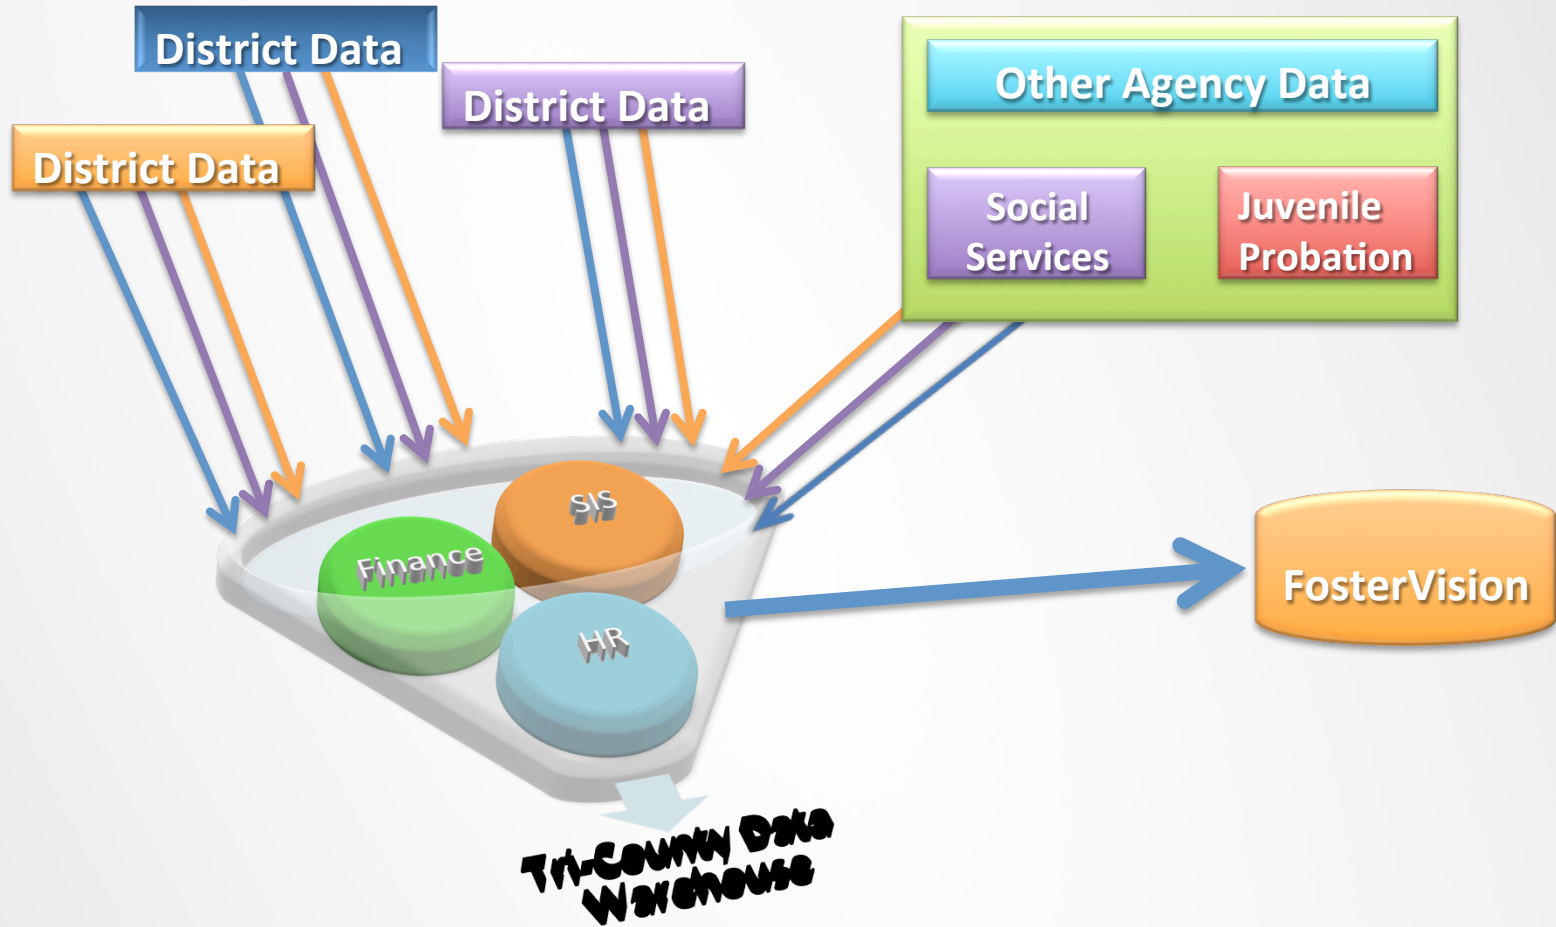 District Data
District Data
District Data
Other Agency Data
Social
Services
Juvenile
Probation
SIS
Finance
HR
FosterVision
Tri-County Data
Warehouse